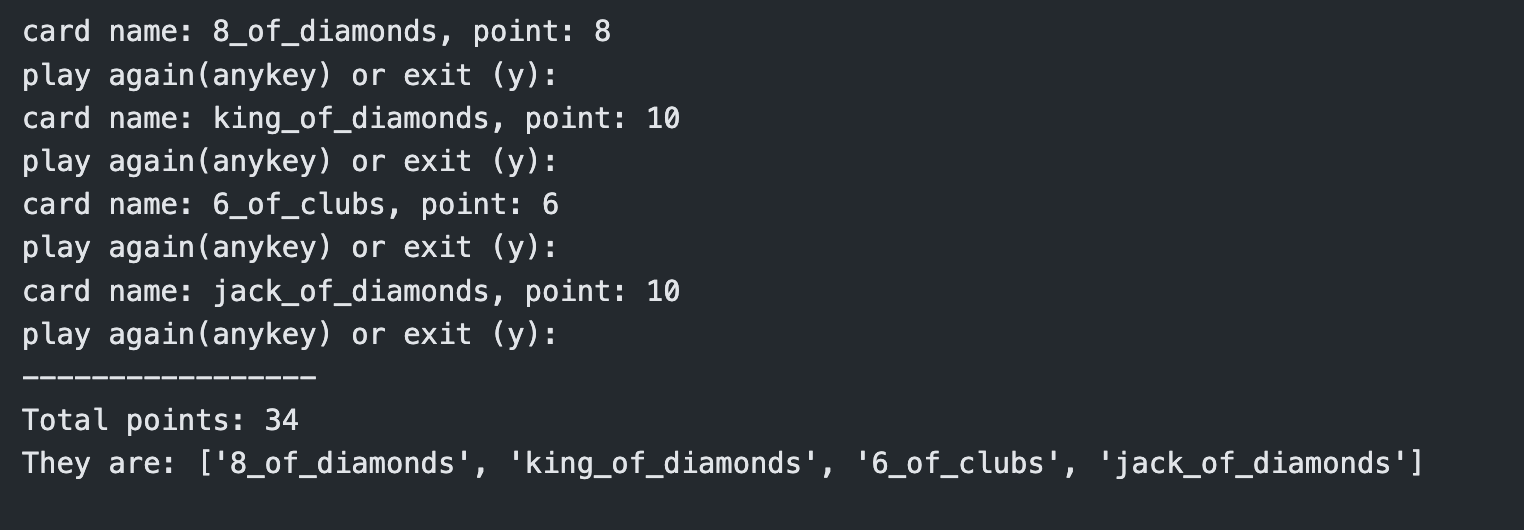 card name: 8_of_diamonds, point: 8
play again(anykey) or exit (y):
card name: king_of_diamonds, point: 10
play again(anykey) or exit (y):
card name: 6_of_clubs, point: 6
play again(anykey) or exit (y):
card name: jack_of_diamonds, point: 10
play again(anykey) or exit (y):
-----------------
Total points: 34
They are: ['8_of_diamonds', 'king_of_diamonds', '6_of_clubs', 'jack_of_diamonds']